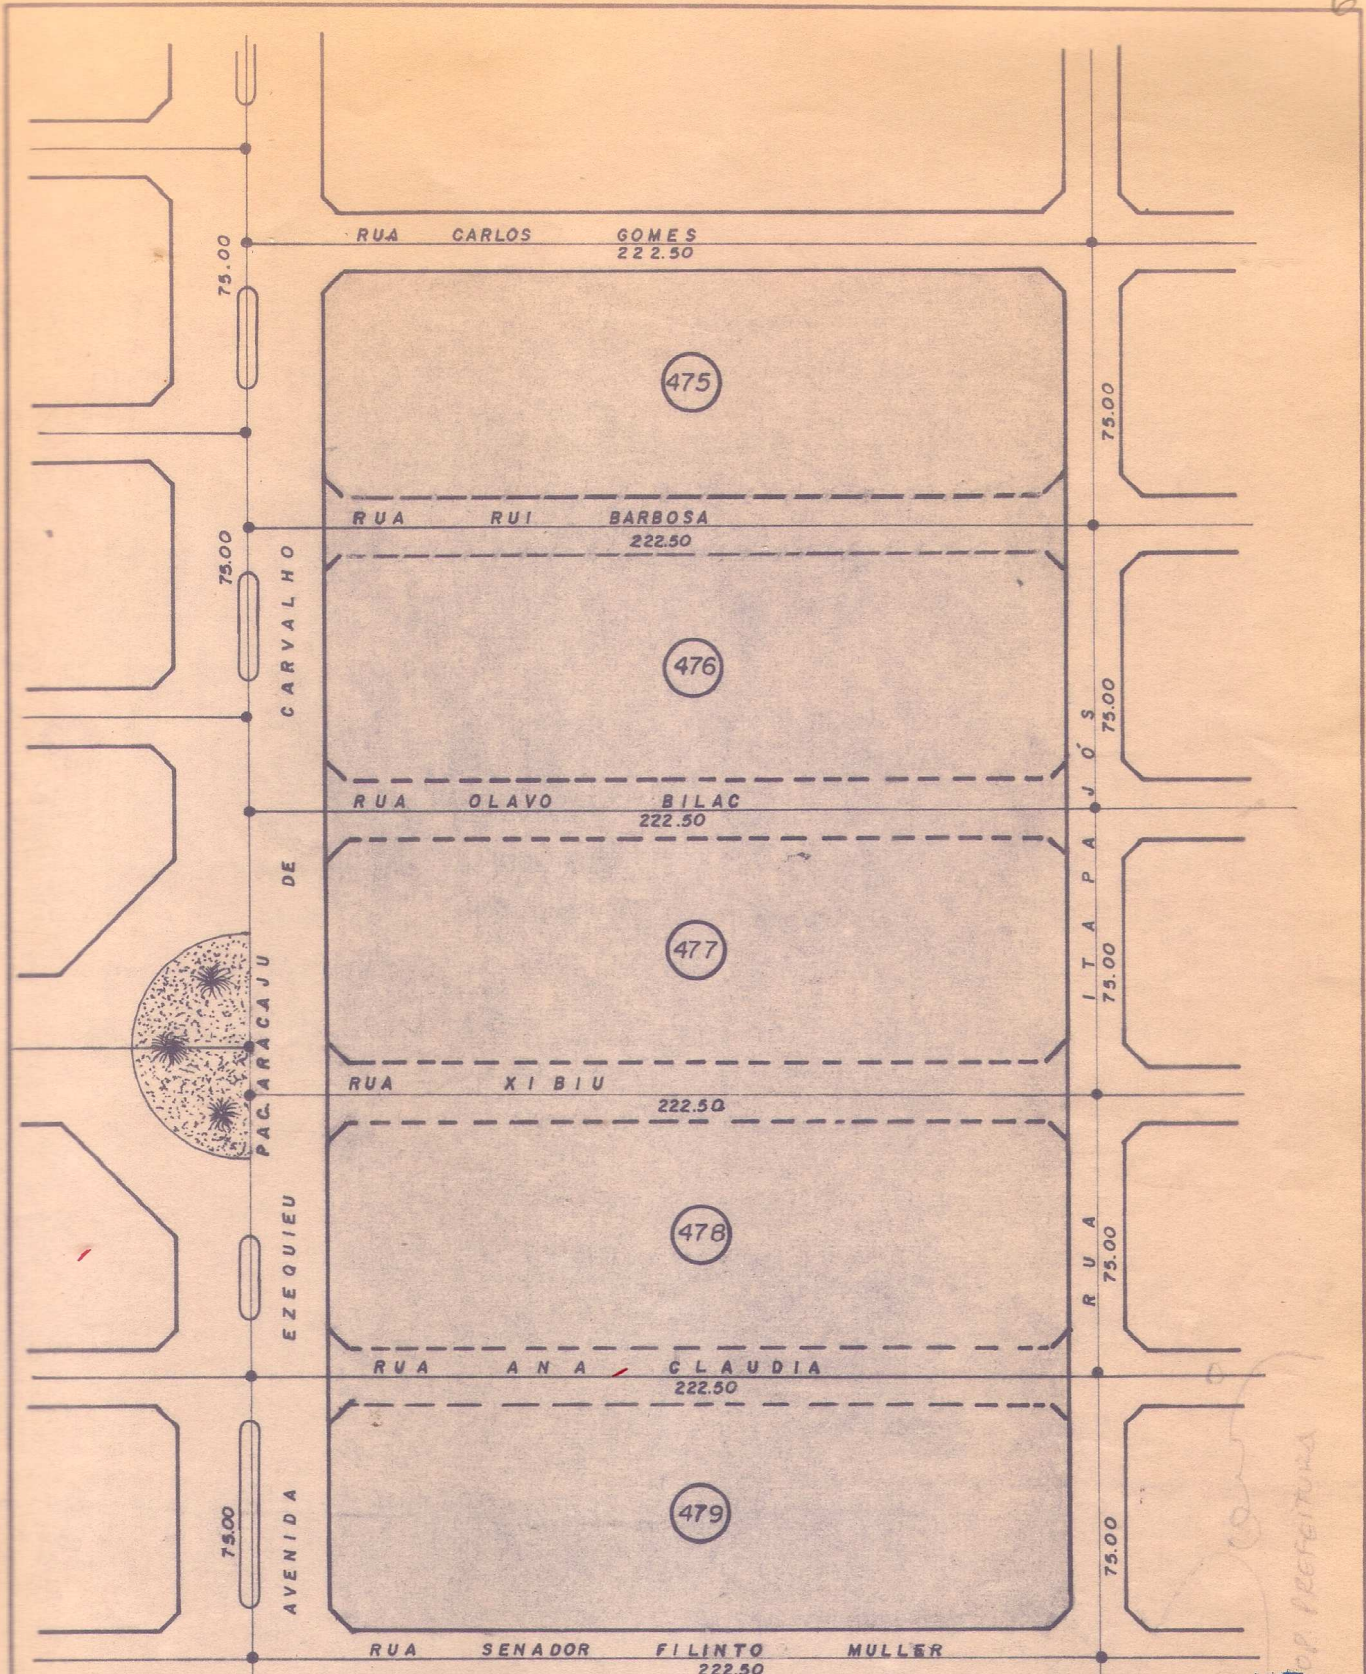 RUA CARLOS GOMES
222.50
75.00
475
75.00
RUA RUI BARBOSA
222.50
75.00
476
75.00
RUA OLAVO BILAC
222.50
477
75.00
RUA XIBIU
222.50
478
75.00
RUA ANA CLAUDIA
222.50
479
75.00
75.00
RUA SENADOR FILINTO MULLER
222.50
AVENIDA EZEQUIEU DE CARVALHO
PAC. ARACAJU
RUA ITAPAJÓS
PREFEITURA